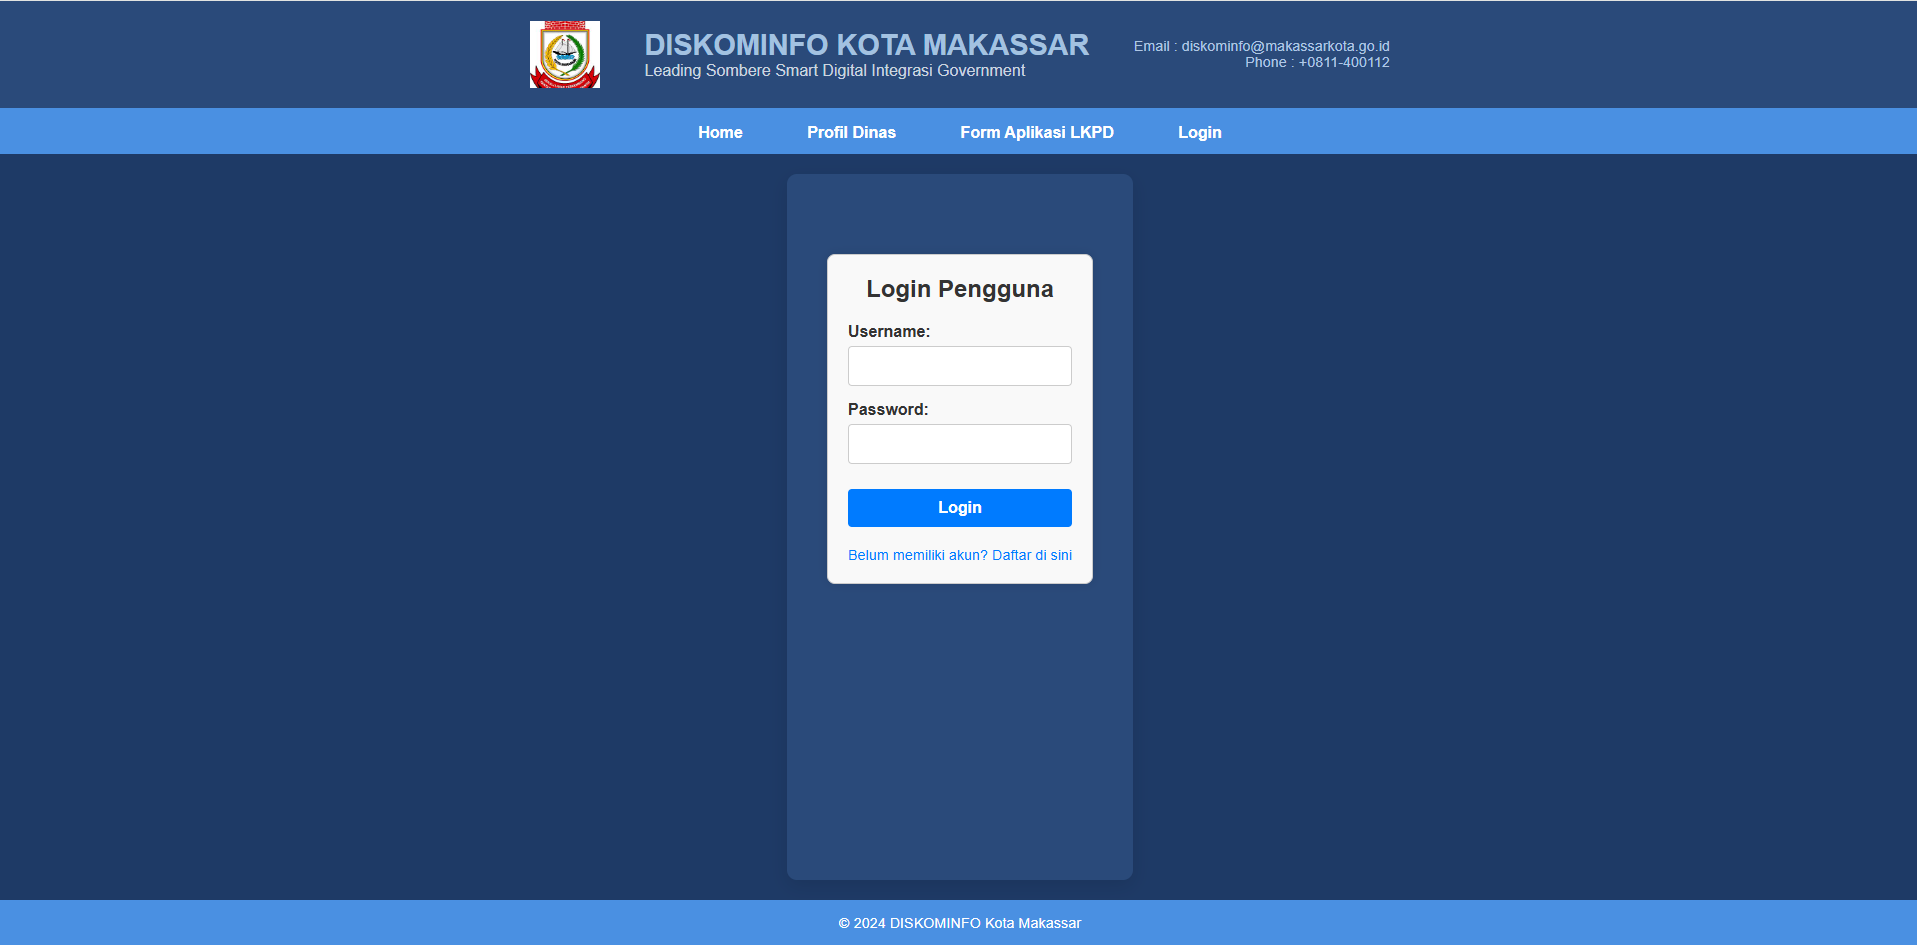 DISKOMINFO KOTA MAKASSAR
Leading Sombere Smart Digital Integrasi Government
Email : diskominfo@makassarkota.go.id
Phone : +0811-400112
Home Profil Dinas Form Aplikasi LKPD Login
Login Pengguna
Username:
Password:
Login
Belum memiliki akun? Daftar di sini
© 2024 DISKOMINFO Kota Makassar